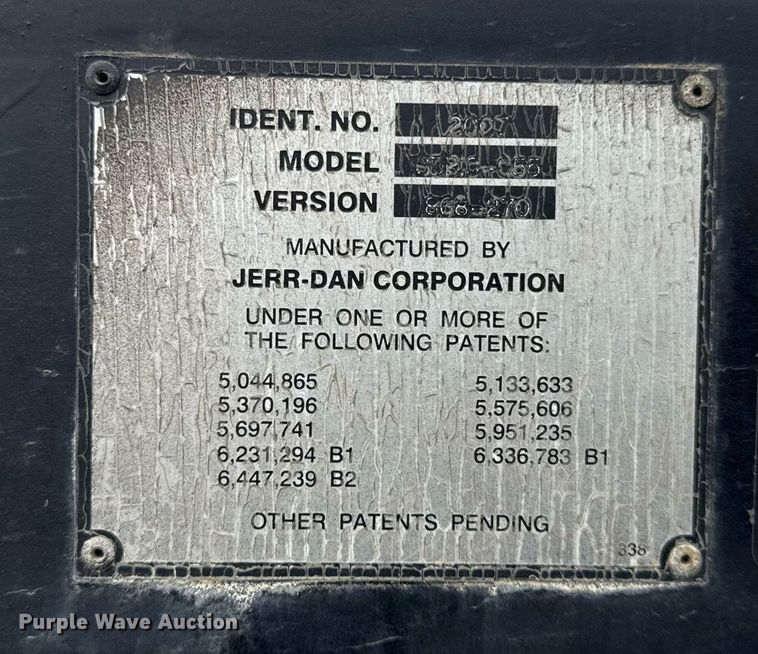 IDENT. NO.
MODEL
VERSION
MANUFACTURED BY
JERR-DAN CORPORATION
UNDER ONE OR MORE OF
THE FOLLOWING PATENTS:
5,044,865 5,133,633
5,370,196 5,575,606
5,697,741 5,951,235
6,231,294 B1 6,336,783 B1
6,447,239 B2
OTHER PATENTS PENDING
338
Purple Wave Auction